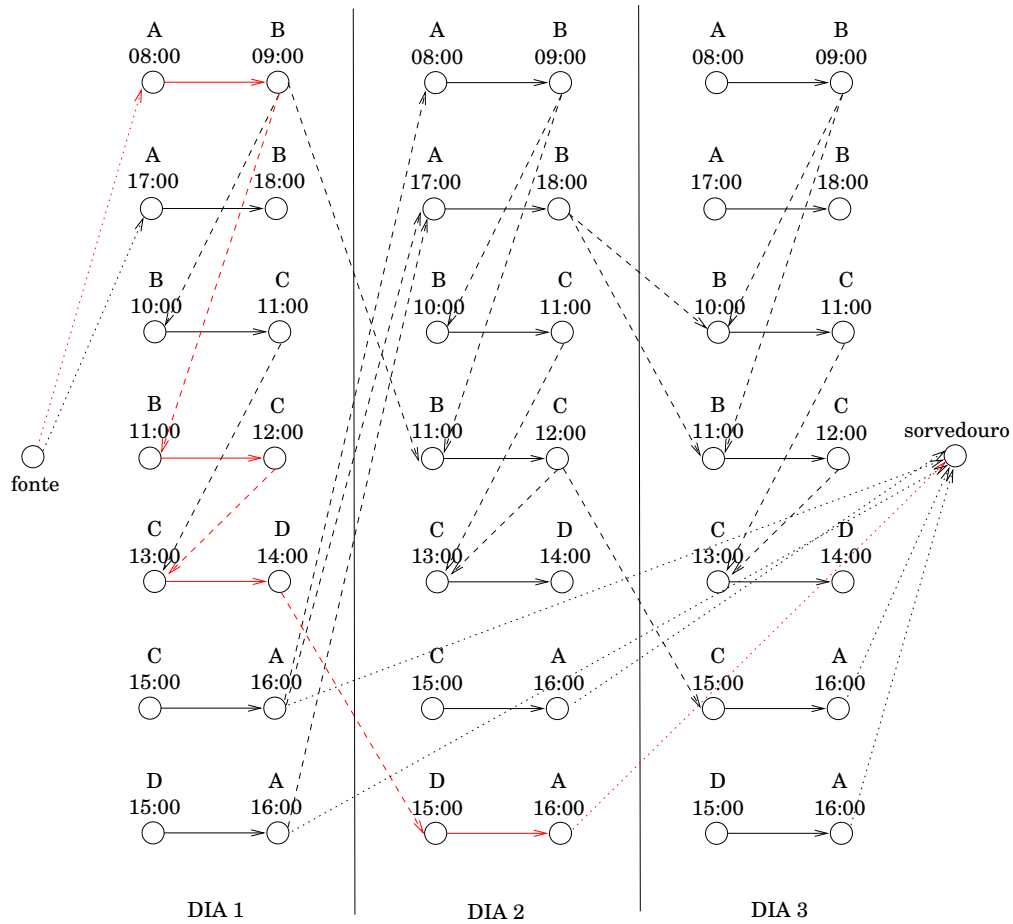 A B A B A B
08:00 09:00 08:00 09:00 08:00 09:00
A B A B A B
17:00 18:00 17:00 18:00 17:00 18:00
B C B C B C
10:00 11:00 10:00 11:00 10:00 11:00
B C B C B C
11:00 12:00 11:00 12:00 11:00 12:00
sorvedouro
fonte
C D C D C D
13:00 14:00 13:00 14:00 13:00 14:00
C A C A C A
15:00 16:00 15:00 16:00 15:00 16:00
D A D A D A
15:00 16:00 15:00 16:00 15:00 16:00
DIA 1 DIA 2 DIA 3